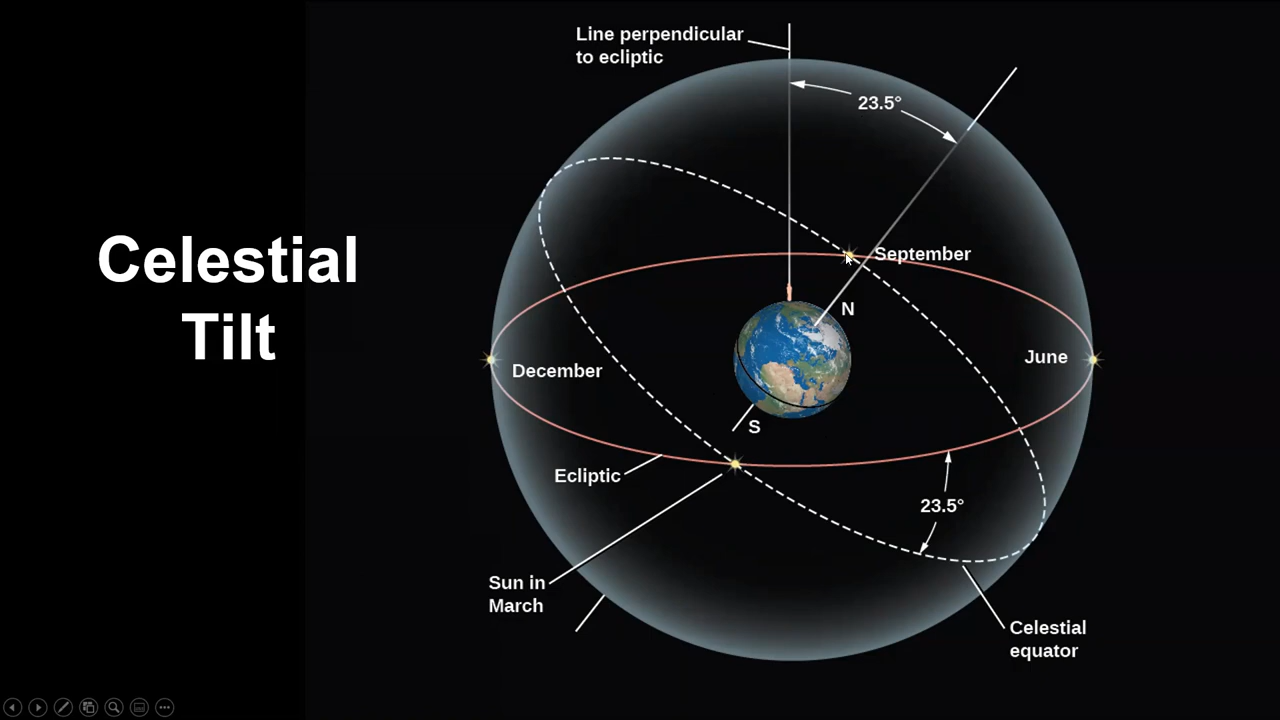 Celestial
Tilt
Line perpendicular
to ecliptic
23.5°
September
N
December
June
S
Ecliptic
23.5°
Sun in
March
Celestial
equator